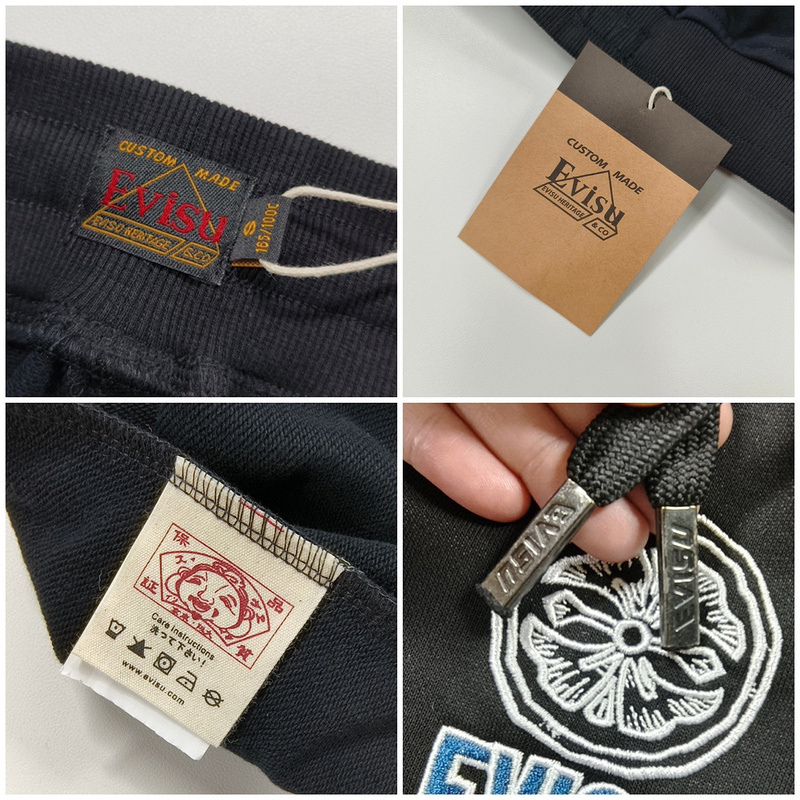 CUSTOM MADE
Evisu
EVISU HERITAGE & CO
S
165/100C
CUSTOM MADE
Evisu
EVISU HERITAGE & CO
保
品
証
質
Care instructions
洗って下さい!
www.evisu.com
EVISU
EVISU